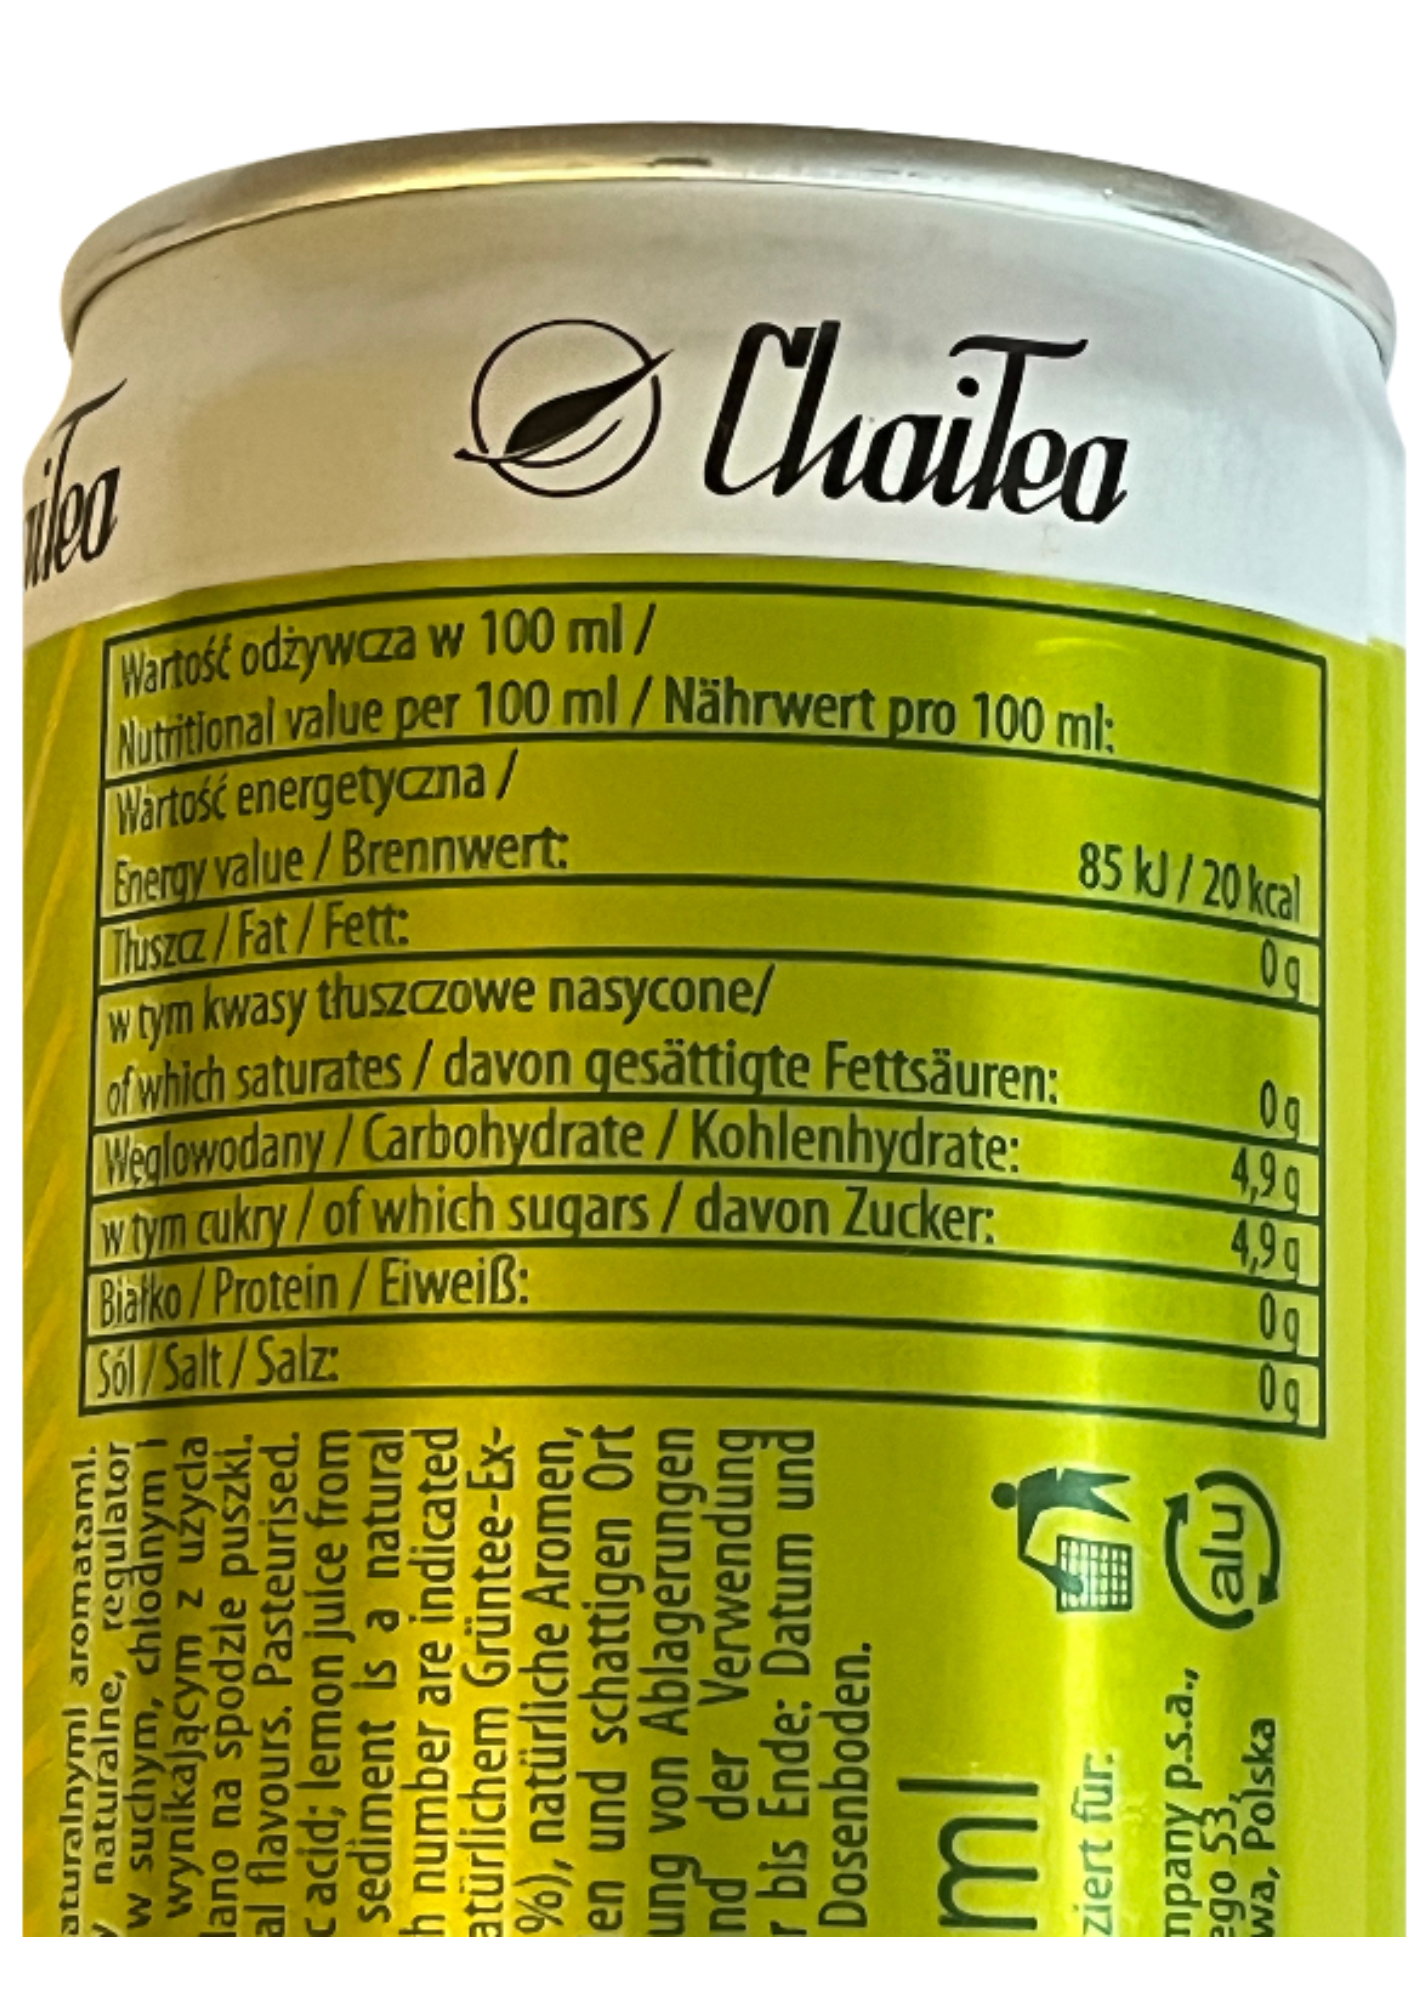 ChaiTea
Wartość odżywcza w 100 ml /
Nutritional value per 100 ml / Nährwert pro 100 ml:
Wartość energetyczna /
Energy value / Brennwert: 85 kJ / 20 kcal
Tłuszcz / Fat / Fett: 0 g
w tym kwasy tłuszczowe nasycone/
of which saturates / davon gesättigte Fettsäuren: 0 g
Węglowodany / Carbohydrate / Kohlenhydrate: 4,9 g
w tym cukry / of which sugars / davon Zucker: 4,9 g
Białko / Protein / Eiweiß: 0 g
Sól / Salt / Salz: 0 g
aturalnymi aromatami.
naturalne, regulator
w suchym, chłodnym i
wynikającym z użycia
lano na spodzie puszki.
al flavours. Pasteurised.
c acid; lemon juice from
sediment is a natural
h number are indicated
atürlichem Grüntee-Ex-
%), natürliche Aromen,
en und schattigen Ort
ung von Ablagerungen
nd der Verwendung
r bis Ende: Datum und
Dosenboden.
ml
ziert für:
mpany p.s.a.,
ego 53,
wa, Polska
alu